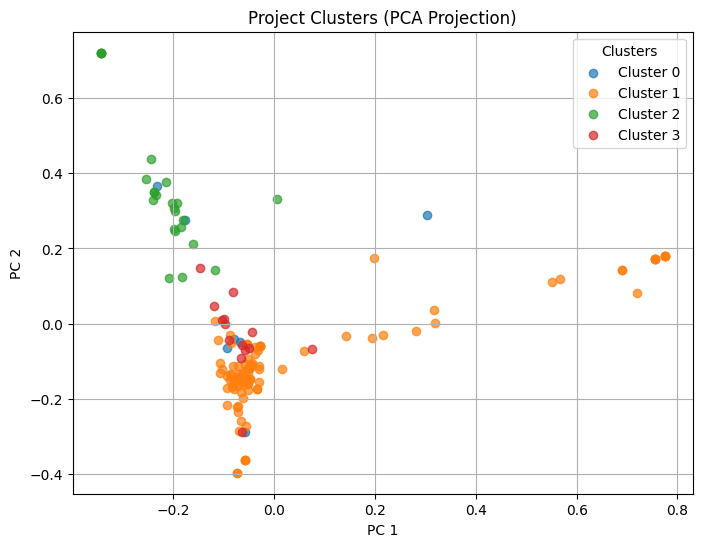 Project Clusters (PCA Projection)
Clusters
Cluster 0
Cluster 1
Cluster 2
Cluster 3
PC 2
0.6
0.4
0.2
0.0
−0.2
−0.4
−0.2 0.0 0.2 0.4 0.6 0.8
PC 1